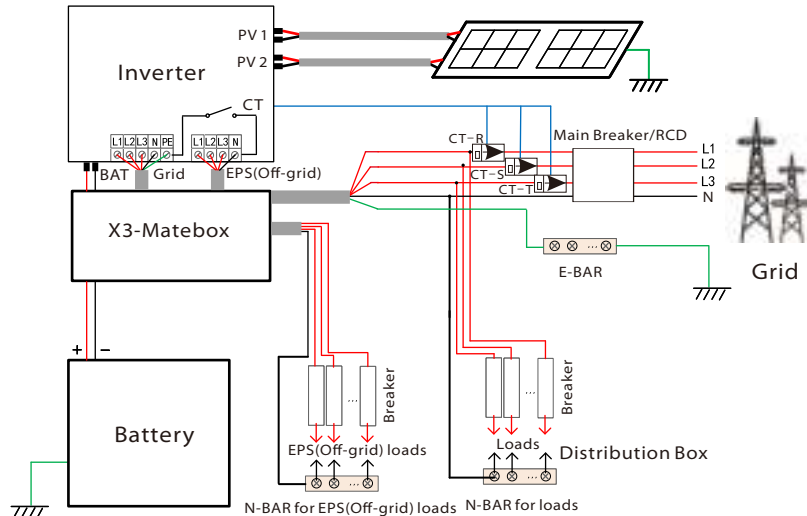 PV 1
PV 2
Inverter
CT
L1 L2 L3 N PE
L1 L2 L3 N
BAT
Grid
EPS(Off-grid)
CT-R
CT-S
CT-T
Main Breaker/RCD
L1
L2
L3
N
X3-Matebox
E-BAR
Grid
+ −
Battery
...
Breaker
EPS(Off-grid) loads
...
N-BAR for EPS(Off-grid) loads
...
Breaker
Loads
Distribution Box
...
N-BAR for loads
...